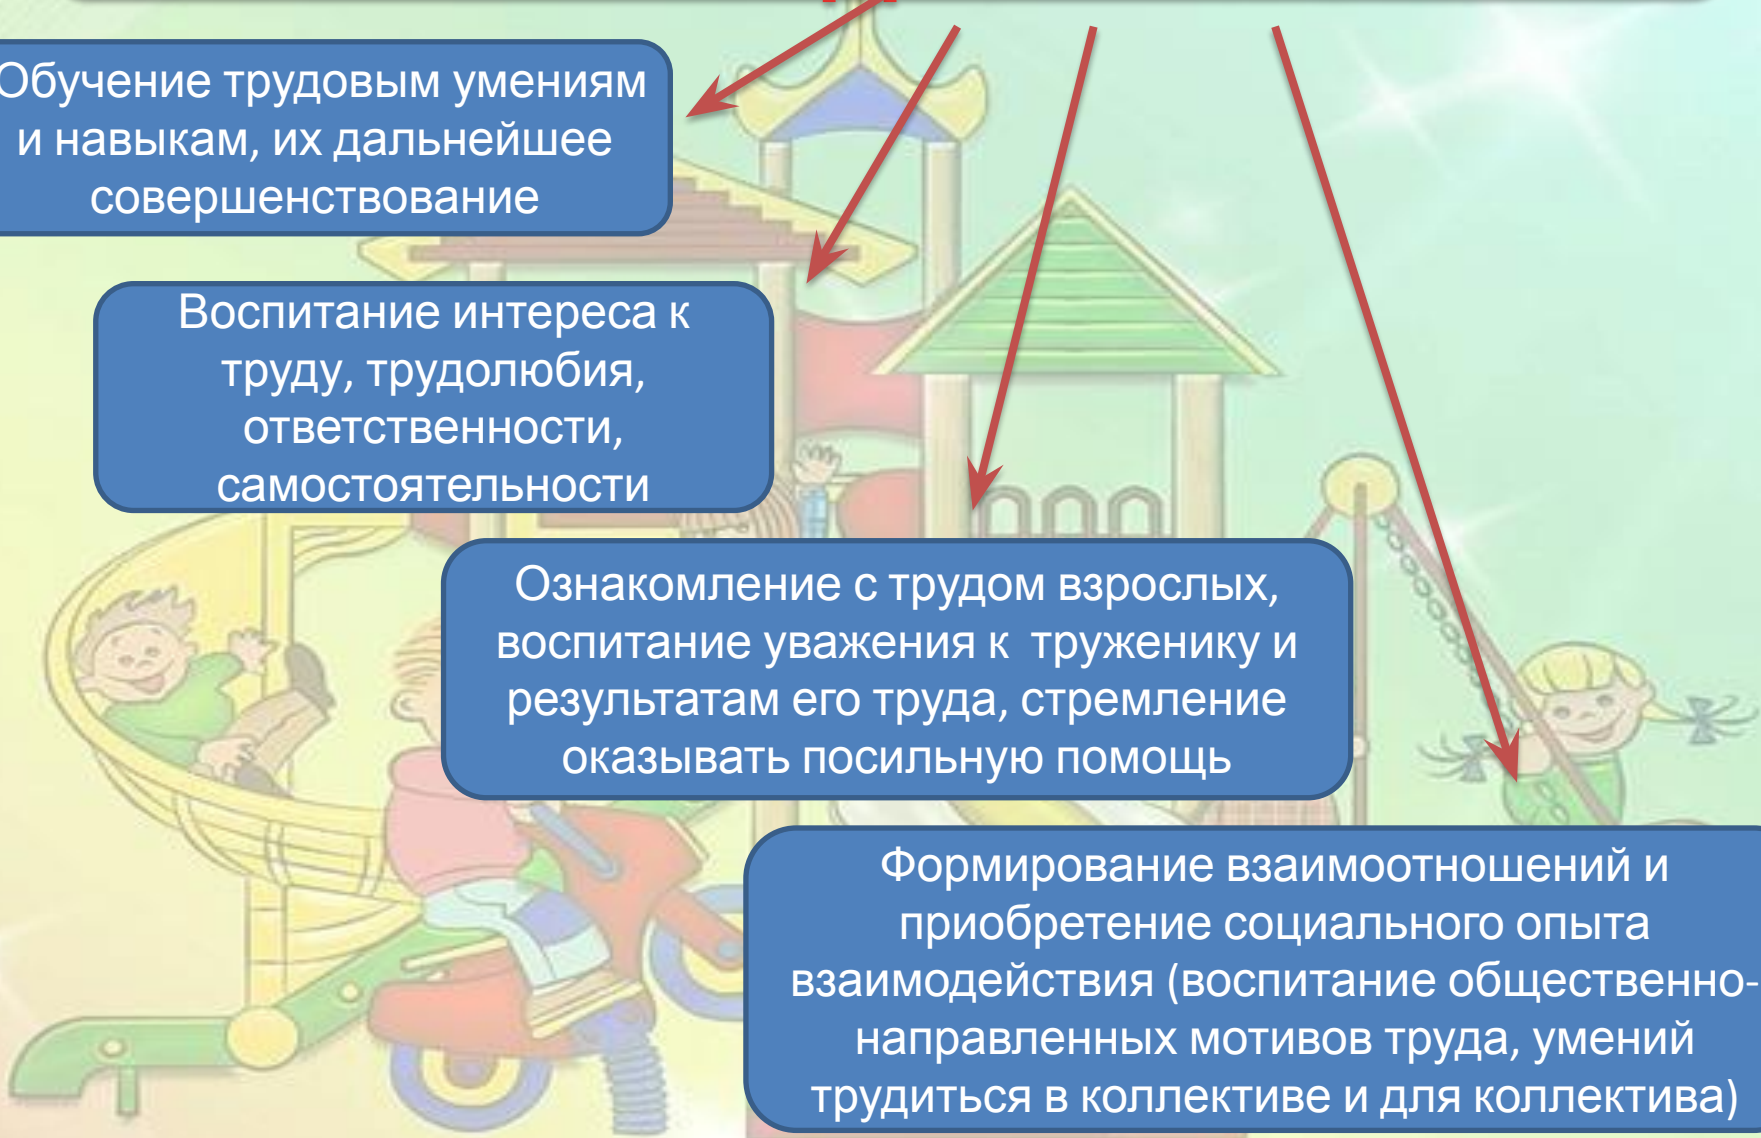 Обучение трудовым умениям
и навыкам, их дальнейшее
совершенствование
Воспитание интереса к
труду, трудолюбия,
ответственности,
самостоятельности
Ознакомление с трудом взрослых,
воспитание уважения к труженику и
результатам его труда, стремление
оказывать посильную помощь
Формирование взаимоотношений и
приобретение социального опыта
взаимодействия (воспитание общественно-
направленных мотивов труда, умений
трудиться в коллективе и для коллектива)